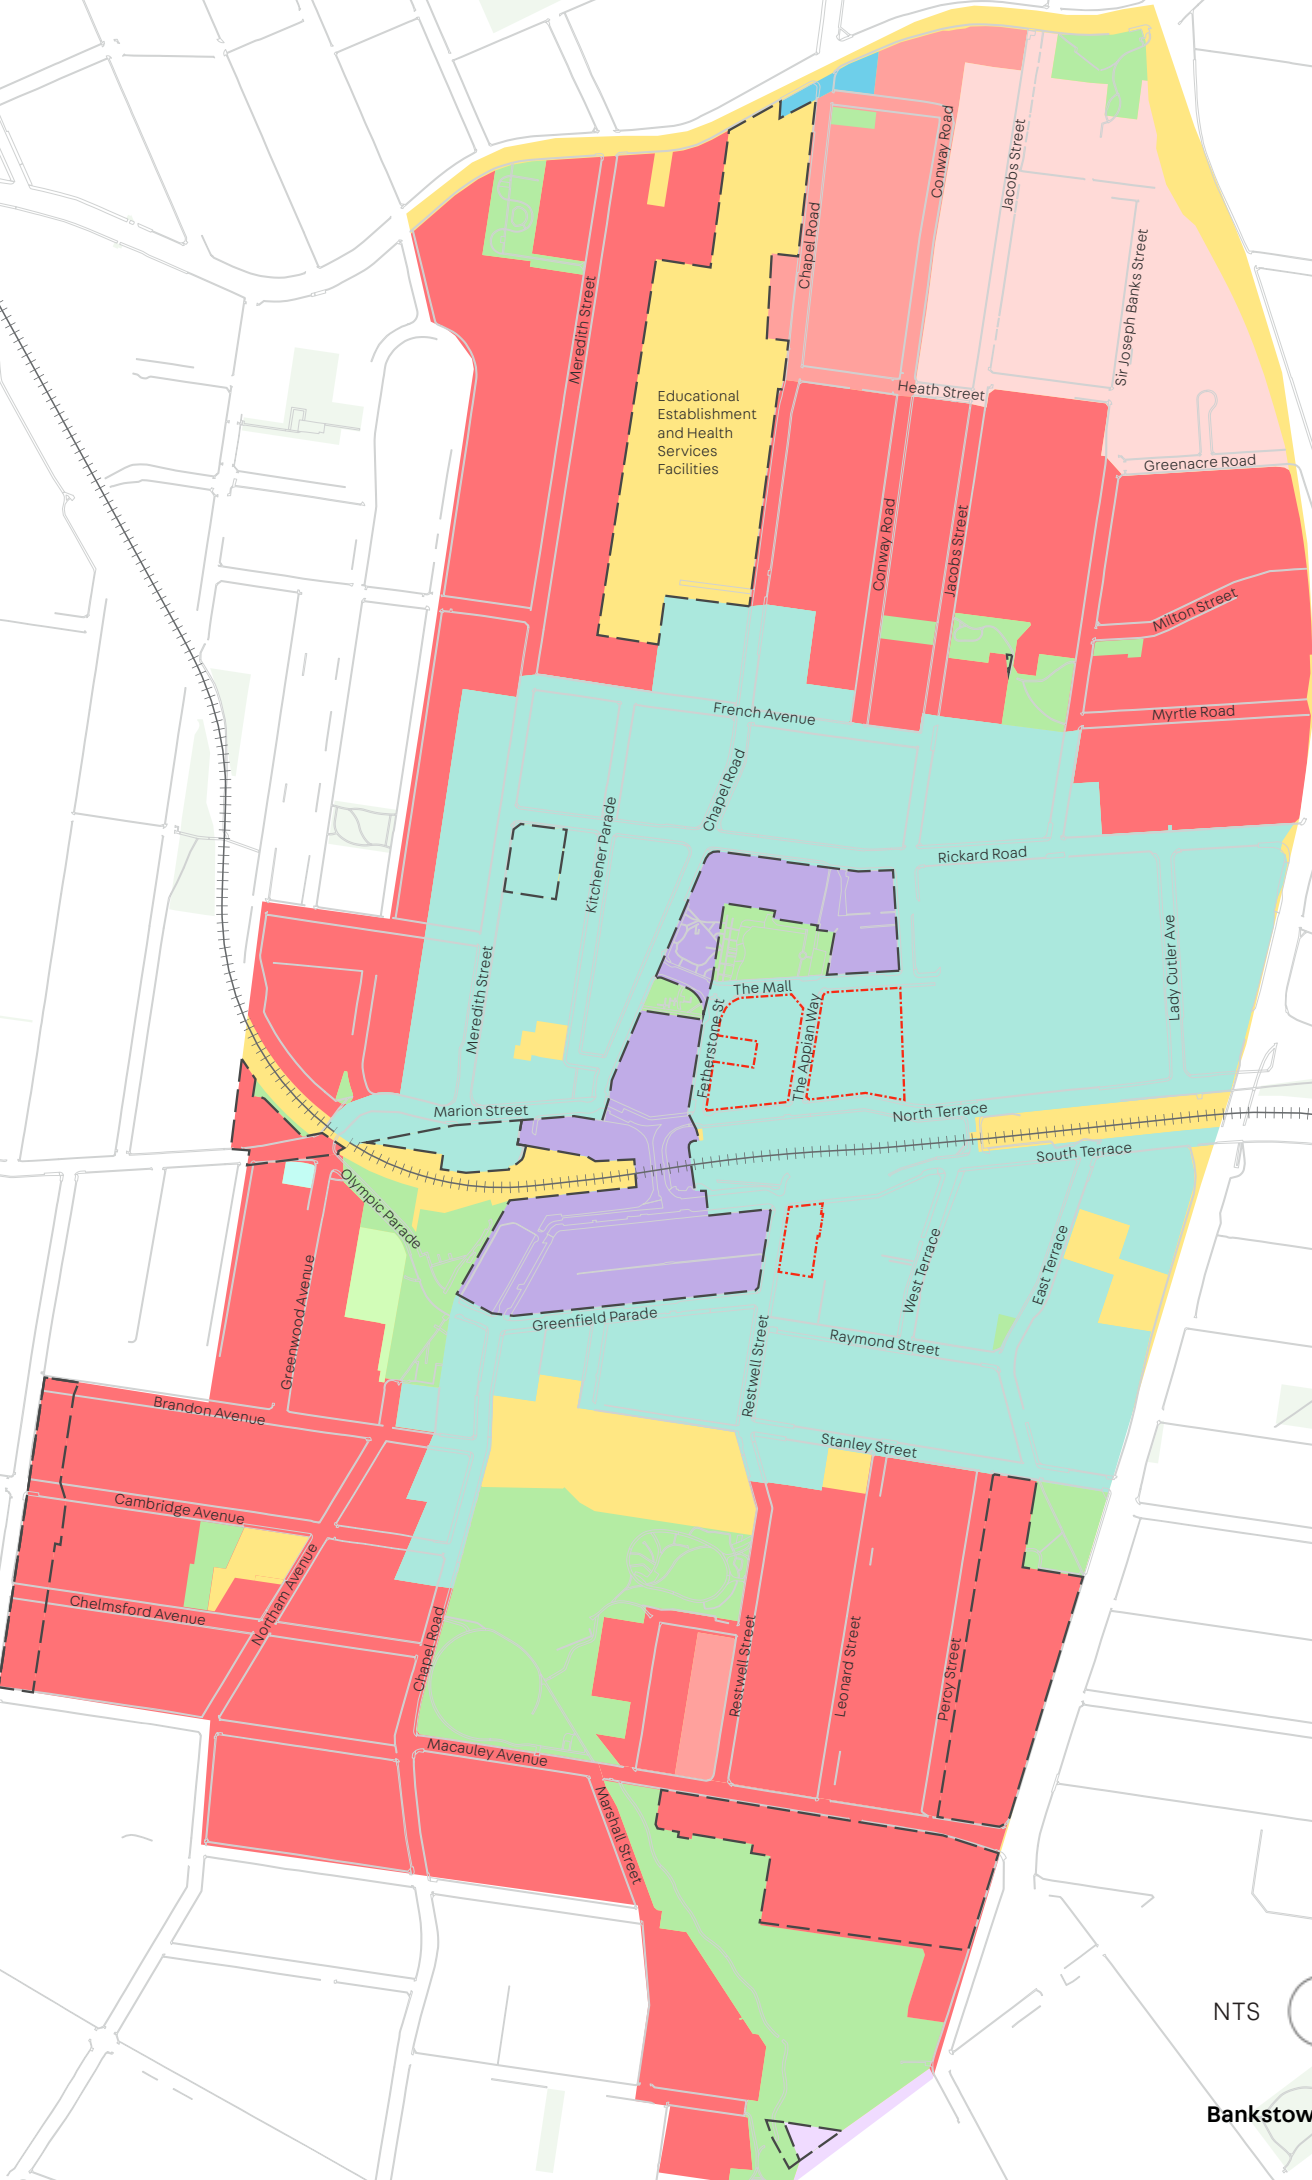 Conway Road
Jacobs Street
Chapel Road
Sir Joseph Banks Street
Meredith Street
Educational
Establishment
and Health
Services
Facilities
Heath Street
Greenacre Road
Conway Road
Jacobs Street
Milton Street
French Avenue
Myrtle Road
Chapel Road
Kitchener Parade
Rickard Road
Meredith Street
Lady Cutler Ave
The Mall
Fetherstone St
The Appian Way
Marion Street
North Terrace
South Terrace
Olympic Parade
West Terrace
East Terrace
Greenwood Avenue
Greenfield Parade
Restwell Street
Raymond Street
Brandon Avenue
Stanley Street
Cambridge Avenue
Northam Avenue
Chelmsford Avenue
Chapel Road
Restwell Street
Leonard Street
Percy Street
Macauley Avenue
Marshall Street
NTS
Bankstow